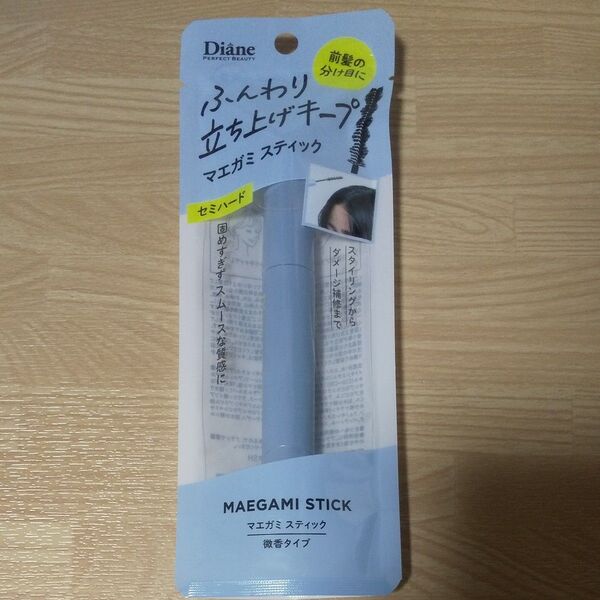 Diane
PERFECT BEAUTY
前髪の
分け目に
ふんわり
立ち上げキープ
マエガミ スティック
セミハード
固めすぎずスムースな質感に
スタイリングから
ダメージ補修まで
MAEGAMI STICK
マエガミ スティック
微香タイプ